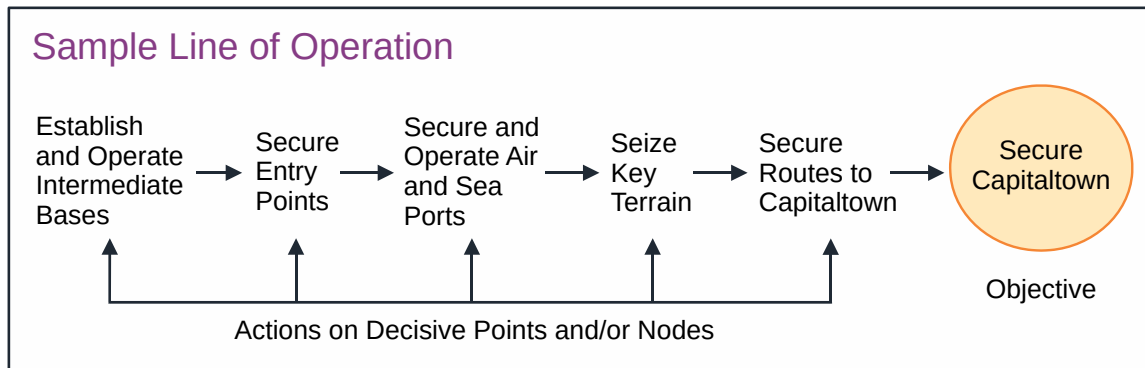 Sample Line of Operation
Establish
and Operate
Intermediate
Bases
Secure
Entry
Points
Secure and
Operate Air
and Sea
Ports
Seize
Key
Terrain
Secure
Routes to
Capitaltown
Secure
Capitaltown
Objective
Actions on Decisive Points and/or Nodes